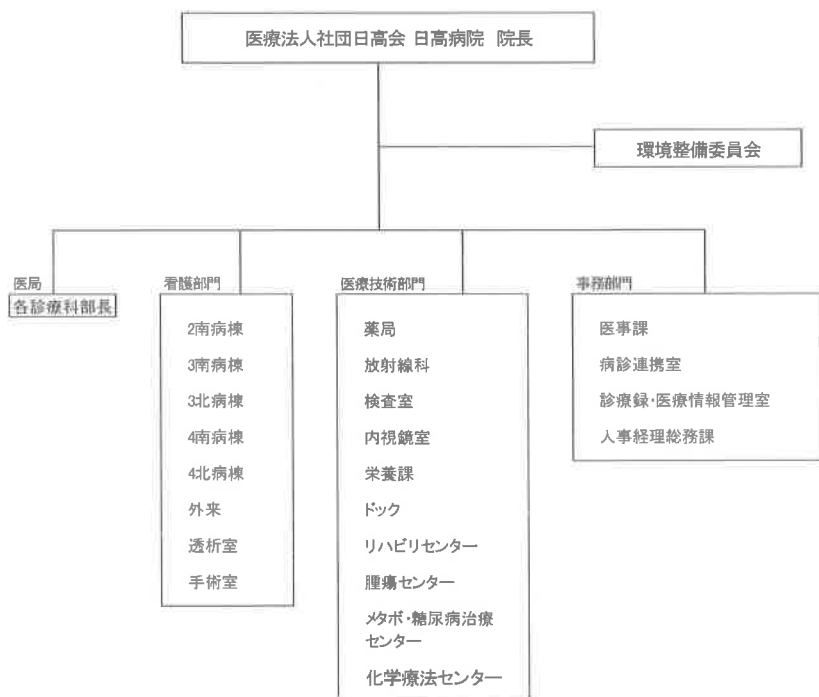 医療法人社団日高会 日高病院 院長
環境整備委員会
医局
各診療科部長
看護部門
2南病棟
3南病棟
3北病棟
4南病棟
4北病棟
外来
透析室
手術室
医療技術部門
薬局
放射線科
検査室
内視鏡室
栄養課
ドック
リハビリセンター
腫瘍センター
メタボ・糖尿病治療
センター
化学療法センター
事務部門
医事課
病診連携室
診療録・医療情報管理室
人事経理総務課